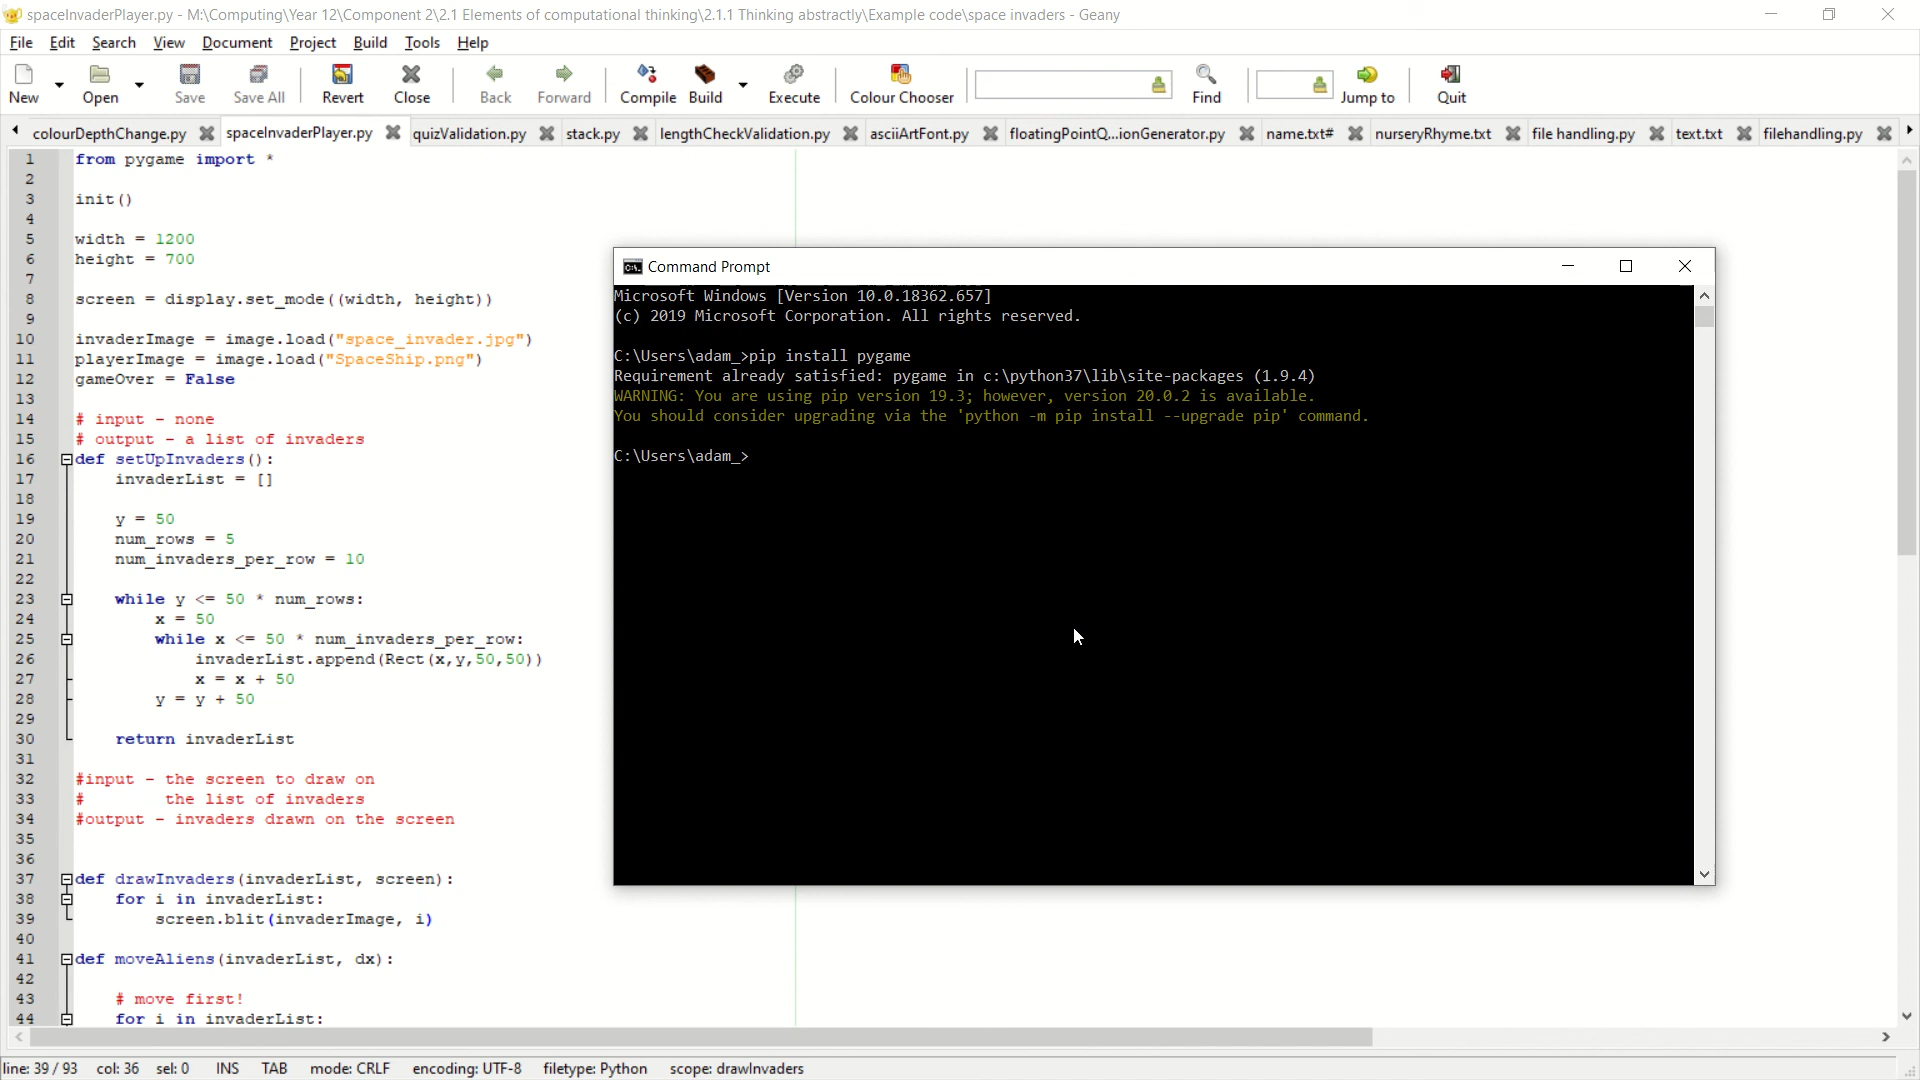 spaceInvaderPlayer.py - M:\Computing\Year 12\Component 2\2.1 Elements of computational thinking\2.1.1 Thinking abstractly\Example code\space invaders - Geany
File Edit Search View Document Project Build Tools Help
New Open Save Save All Revert Close Back Forward Compile Build Execute Colour Chooser Find Jump to Quit
colourDepthChange.py spaceInvaderPlayer.py quizValidation.py stack.py lengthCheckValidation.py asciiArtFont.py floatingPointQ...ionGenerator.py name.txt# nurseryRhyme.txt file handling.py text.txt filehandling.py
1 from pygame import *
2
3 init()
4
5 width = 1200
6 height = 700
7
8 screen = display.set_mode((width, height))
9
10 invaderImage = image.load("space_invader.jpg")
11 playerImage = image.load("SpaceShip.png")
12 gameOver = False
13
14 # input - none
15 # output - a list of invaders
16 def setUpInvaders():
17 invaderList = []
18
19 y = 50
20 num_rows = 5
21 num_invaders_per_row = 10
22
23 while y <= 50 * num_rows:
24 x = 50
25 while x <= 50 * num_invaders_per_row:
26 invaderList.append(Rect(x,y,50,50))
27 x = x + 50
28 y = y + 50
29
30 return invaderList
31
32 #input - the screen to draw on
33 # the list of invaders
34 #output - invaders drawn on the screen
35
36
37 def drawInvaders(invaderList, screen):
38 for i in invaderList:
39 screen.blit(invaderImage, i)
40
41 def moveAliens(invaderList, dx):
42
43 # move first!
44 for i in invaderList:
Command Prompt
Microsoft Windows [Version 10.0.18362.657]
(c) 2019 Microsoft Corporation. All rights reserved.
C:\Users\adam_>pip install pygame
Requirement already satisfied: pygame in c:\python37\lib\site-packages (1.9.4)
WARNING: You are using pip version 19.3; however, version 20.0.2 is available.
You should consider upgrading via the 'python -m pip install --upgrade pip' command.
C:\Users\adam_>
line: 39 / 93 col: 36 sel: 0 INS TAB mode: CRLF encoding: UTF-8 filetype: Python scope: drawInvaders